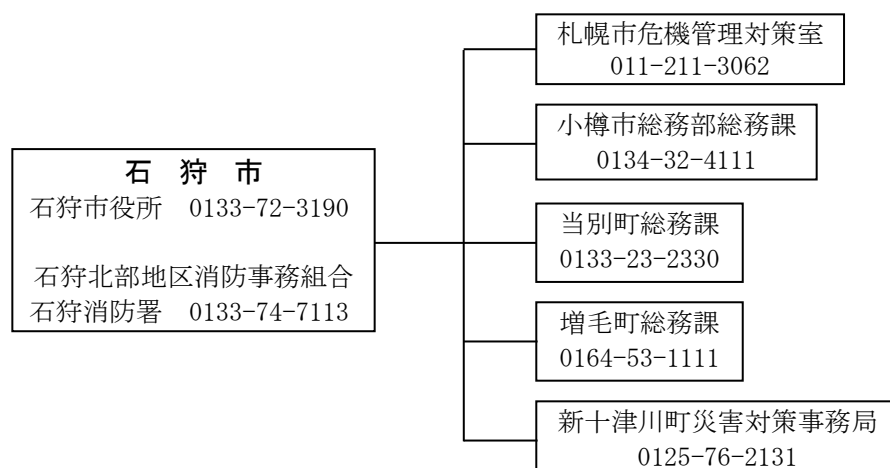 石　狩　市
石狩市役所　0133-72-3190
石狩北部地区消防事務組合
石狩消防署　0133-74-7113
札幌市危機管理対策室
011-211-3062
小樽市総務部総務課
0134-32-4111
当別町総務課
0133-23-2330
増毛町総務課
0164-53-1111
新十津川町災害対策事務局
0125-76-2131